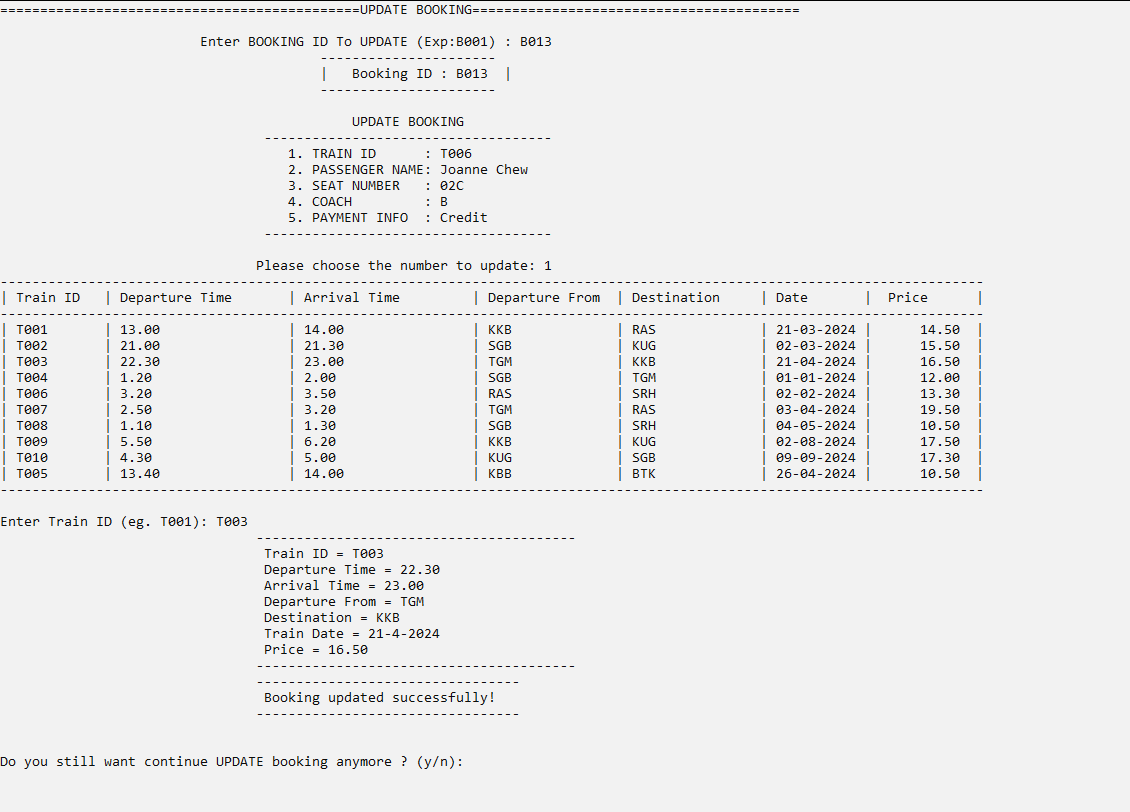 =============================================UPDATE BOOKING=========================================
Enter BOOKING ID To UPDATE (Exp:B001) : B013
----------------------
|   Booking ID : B013  |
----------------------
UPDATE BOOKING
------------------------------------
1. TRAIN ID      : T006
2. PASSENGER NAME: Joanne Chew
3. SEAT NUMBER   : 02C
4. COACH         : B
5. PAYMENT INFO  : Credit
------------------------------------
Please choose the number to update: 1
---------------------------------------------------------------------------------------------------------------------------
| Train ID   | Departure Time       | Arrival Time         | Departure From  | Destination     | Date       |  Price      |
---------------------------------------------------------------------------------------------------------------------------
| T001       | 13.00                | 14.00                | KKB             | RAS             | 21-03-2024 |      14.50  |
| T002       | 21.00                | 21.30                | SGB             | KUG             | 02-03-2024 |      15.50  |
| T003       | 22.30                | 23.00                | TGM             | KKB             | 21-04-2024 |      16.50  |
| T004       | 1.20                 | 2.00                 | SGB             | TGM             | 01-01-2024 |      12.00  |
| T006       | 3.20                 | 3.50                 | RAS             | SRH             | 02-02-2024 |      13.30  |
| T007       | 2.50                 | 3.20                 | TGM             | RAS             | 03-04-2024 |      19.50  |
| T008       | 1.10                 | 1.30                 | SGB             | SRH             | 04-05-2024 |      10.50  |
| T009       | 5.50                 | 6.20                 | KKB             | KUG             | 02-08-2024 |      17.50  |
| T010       | 4.30                 | 5.00                 | KUG             | SGB             | 09-09-2024 |      17.30  |
| T005       | 13.40                | 14.00                | KBB             | BTK             | 26-04-2024 |      10.50  |
---------------------------------------------------------------------------------------------------------------------------
Enter Train ID (eg. T001): T003
----------------------------------------
Train ID = T003
Departure Time = 22.30
Arrival Time = 23.00
Departure From = TGM
Destination = KKB
Train Date = 21-4-2024
Price = 16.50
----------------------------------------
---------------------------------
Booking updated successfully!
---------------------------------
Do you still want continue UPDATE booking anymore ? (y/n):